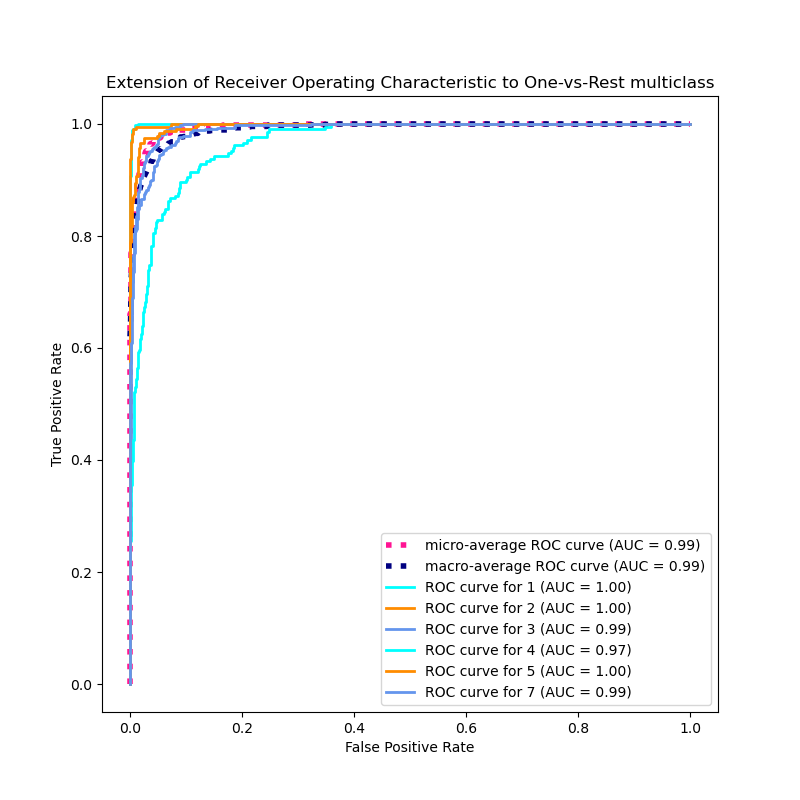 Extension of Receiver Operating Characteristic to One-vs-Rest multiclass
1.0
0.8
0.6
0.4
0.2
0.0
True Positive Rate
micro-average ROC curve (AUC = 0.99)
macro-average ROC curve (AUC = 0.99)
ROC curve for 1 (AUC = 1.00)
ROC curve for 2 (AUC = 1.00)
ROC curve for 3 (AUC = 0.99)
ROC curve for 4 (AUC = 0.97)
ROC curve for 5 (AUC = 1.00)
ROC curve for 7 (AUC = 0.99)
0.0 0.2 0.4 0.6 0.8 1.0
False Positive Rate